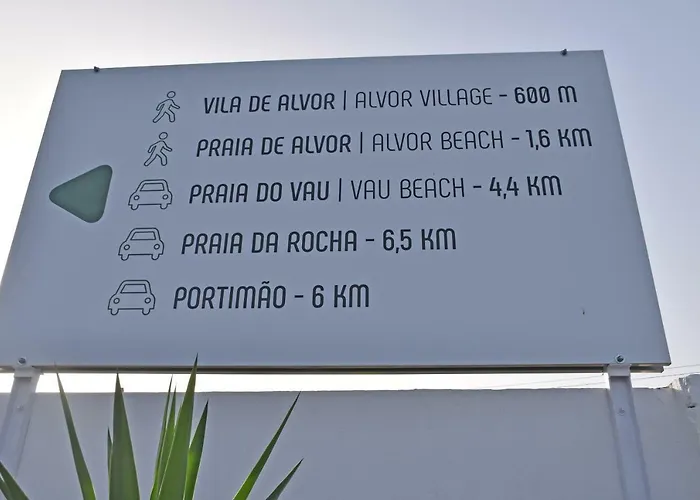 VILA DE ALVOR | ALVOR VILLAGE - 600 M
PRAIA DE ALVOR | ALVOR BEACH - 1,6 KM
PRAIA DO VAU | VAU BEACH - 4,4 KM
PRAIA DA ROCHA - 6,5 KM
PORTIMÃO - 6 KM